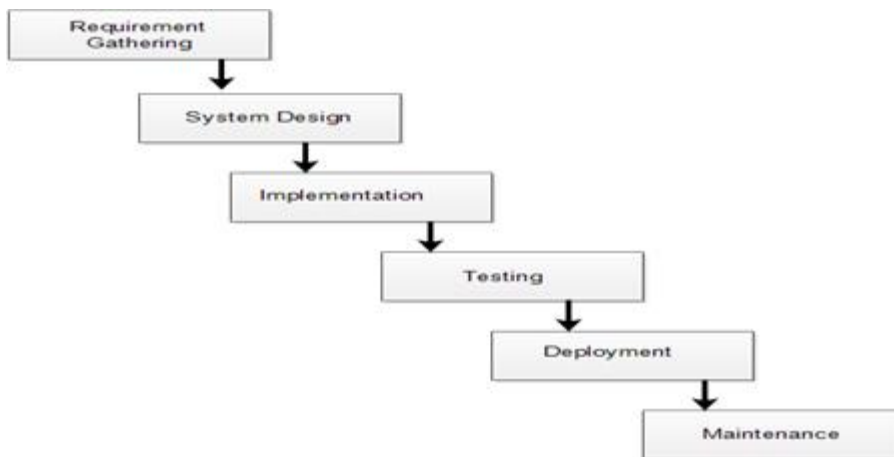 Requirement
Gathering
System Design
Implementation
Testing
Deployment
Maintenance